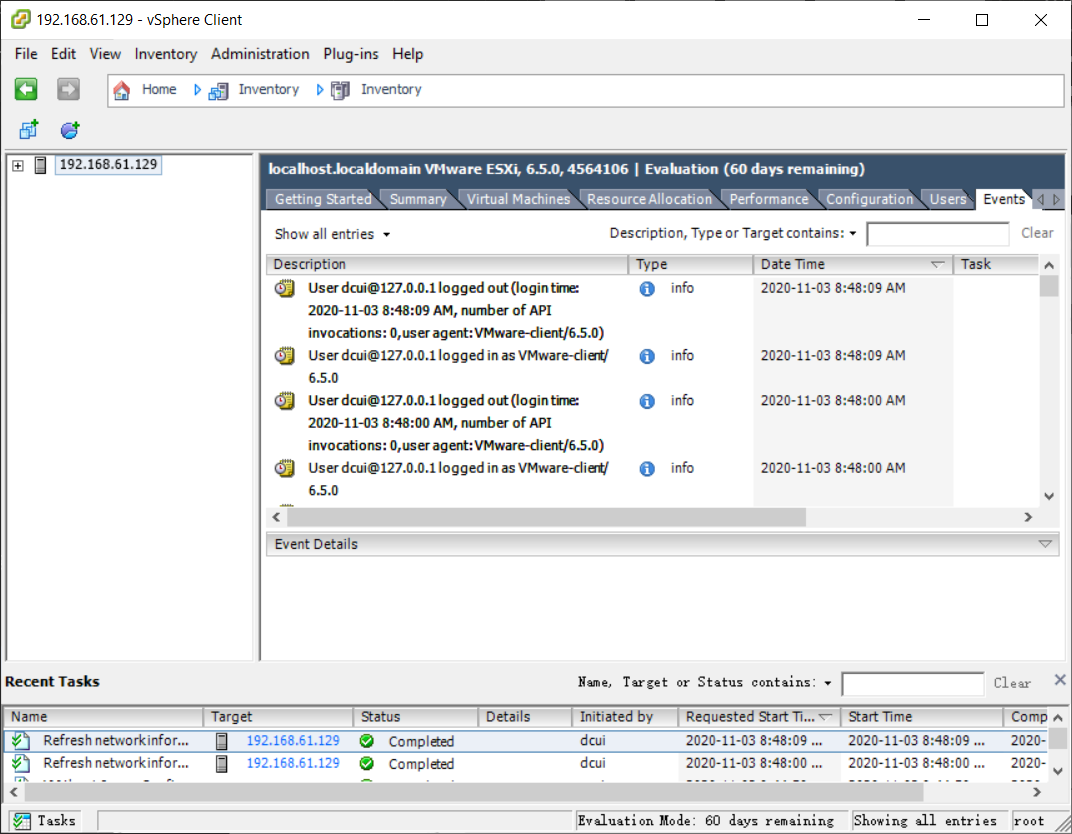 192.168.61.129 - vSphere Client
File Edit View Inventory Administration Plug-ins Help
Home Inventory Inventory
192.168.61.129
localhost.localdomain VMware ESXi, 6.5.0, 4564106 | Evaluation (60 days remaining)
Getting Started Summary Virtual Machines Resource Allocation Performance Configuration Users Events
Show all entries Description, Type or Target contains: Clear
Description Type Date Time Task
User dcui@127.0.0.1 logged out (login time: info 2020-11-03 8:48:09 AM
2020-11-03 8:48:09 AM, number of API
invocations: 0,user agent:VMware-client/6.5.0)
User dcui@127.0.0.1 logged in as VMware-client/ info 2020-11-03 8:48:09 AM
6.5.0
User dcui@127.0.0.1 logged out (login time: info 2020-11-03 8:48:00 AM
2020-11-03 8:48:00 AM, number of API
invocations: 0,user agent:VMware-client/6.5.0)
User dcui@127.0.0.1 logged in as VMware-client/ info 2020-11-03 8:48:00 AM
6.5.0
Event Details
Recent Tasks Name, Target or Status contains: Clear
Name Target Status Details Initiated by Requested Start Ti... Start Time Comp
Refresh network infor... 192.168.61.129 Completed dcui 2020-11-03 8:48:09 ... 2020-11-03 8:48:09 ... 2020-
Refresh network infor... 192.168.61.129 Completed dcui 2020-11-03 8:48:00 ... 2020-11-03 8:48:00 ... 2020-
Tasks Evaluation Mode: 60 days remaining Showing all entries root